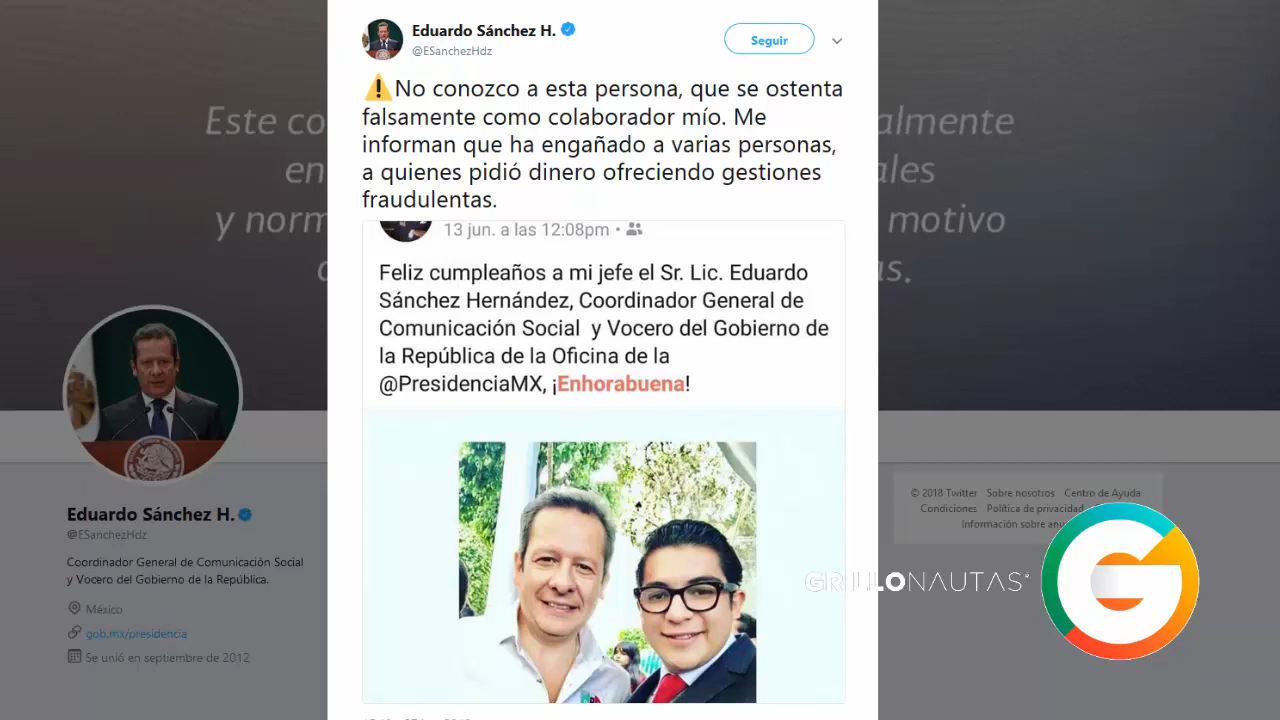 Eduardo Sánchez H.
@ESanchezHdz
Seguir
⚠️No conozco a esta persona, que se ostenta
falsamente como colaborador mío. Me
informan que ha engañado a varias personas,
a quienes pidió dinero ofreciendo gestiones
fraudulentas.
13 jun. a las 12:08pm •
Feliz cumpleaños a mi jefe el Sr. Lic. Eduardo
Sánchez Hernández, Coordinador General de
Comunicación Social y Vocero del Gobierno de
la República de la Oficina de la
@PresidenciaMX, ¡Enhorabuena!
Este co
en
y norm
almente
ales
motivo
as.
Eduardo Sánchez H.
@ESanchezHdz
Coordinador General de Comunicación Social
y Vocero del Gobierno de la República.
México
gob.mx/presidencia
Se unió en septiembre de 2012
© 2018 Twitter Sobre nosotros Centro de Ayuda
Condiciones Política de privacidad
Información sobre
GRILLONAUTAS
G